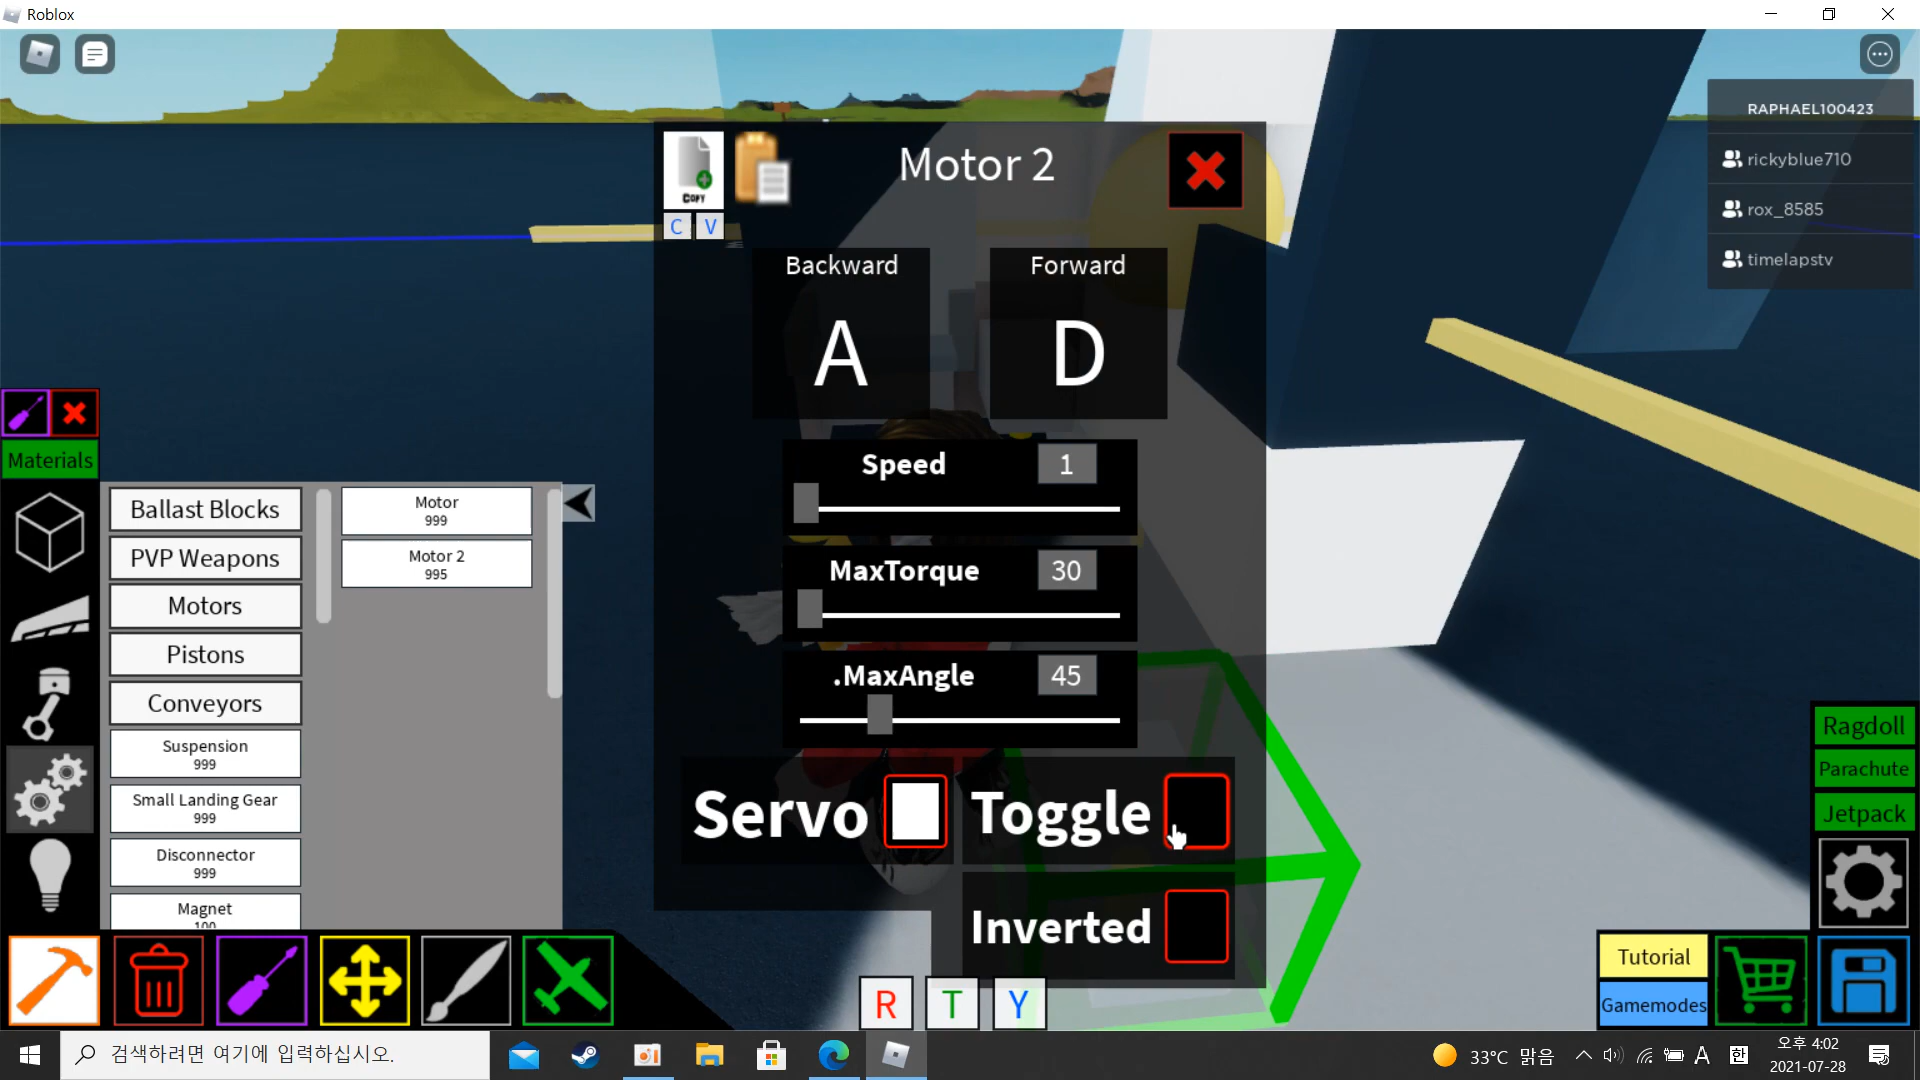 Roblox
RAPHAEL100423
rickyblue710
rox_8585
timelapstv
COPY
C V
Motor 2
Backward
A
Forward
D
Speed 1
MaxTorque 30
.MaxAngle 45
Servo
Toggle
Inverted
Materials
Ballast Blocks
PVP Weapons
Motors
Pistons
Conveyors
Suspension
999
Small Landing Gear
999
Disconnector
999
Magnet
100
Motor
999
Motor 2
995
Ragdoll
Parachute
Jetpack
Tutorial
Gamemodes
R T Y
검색하려면 여기에 입력하십시오.
33°C 맑음
A 한
오후 4:02
2021-07-28